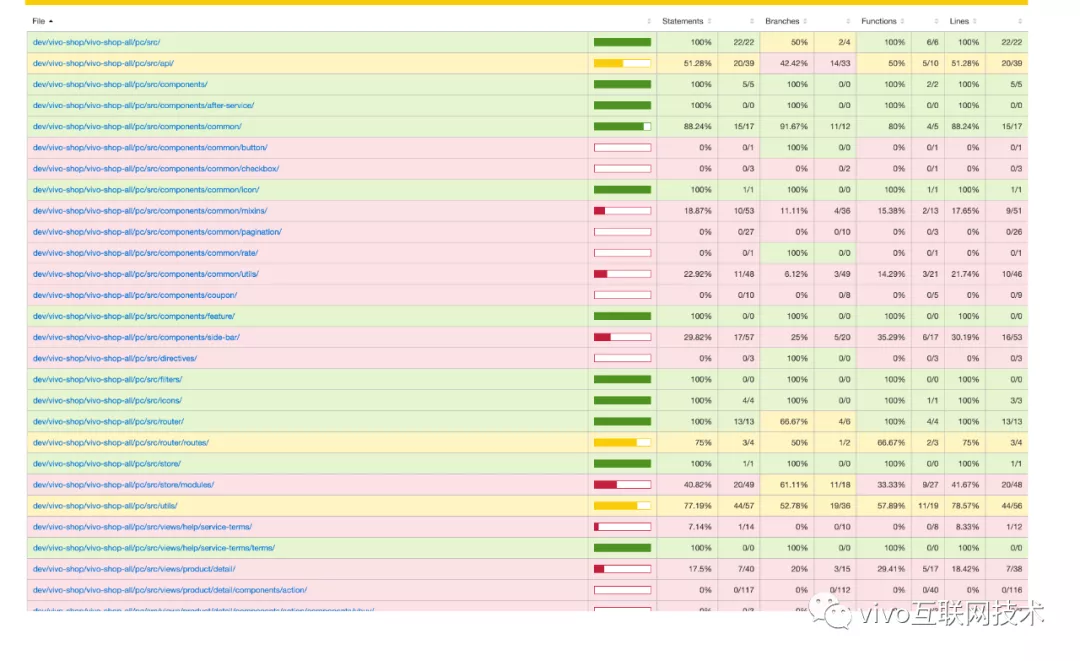 File Statements Branches Functions Lines
dev/vivo-shop/vivo-shop-all/pc/src/ 100% 22/22 50% 2/4 100% 6/6 100% 22/22
dev/vivo-shop/vivo-shop-all/pc/src/api/ 51.28% 20/39 42.42% 14/33 50% 5/10 51.28% 20/39
dev/vivo-shop/vivo-shop-all/pc/src/components/ 100% 5/5 100% 0/0 100% 2/2 100% 5/5
dev/vivo-shop/vivo-shop-all/pc/src/components/after-service/ 100% 0/0 100% 0/0 100% 0/0 100% 0/0
dev/vivo-shop/vivo-shop-all/pc/src/components/common/ 88.24% 15/17 91.67% 11/12 80% 4/5 88.24% 15/17
dev/vivo-shop/vivo-shop-all/pc/src/components/common/button/ 0% 0/1 100% 0/0 0% 0/1 0% 0/1
dev/vivo-shop/vivo-shop-all/pc/src/components/common/checkbox/ 0% 0/3 0% 0/2 0% 0/1 0% 0/3
dev/vivo-shop/vivo-shop-all/pc/src/components/common/icon/ 100% 1/1 100% 0/0 100% 1/1 100% 1/1
dev/vivo-shop/vivo-shop-all/pc/src/components/common/mixins/ 18.87% 10/53 11.11% 4/36 15.38% 2/13 17.65% 9/51
dev/vivo-shop/vivo-shop-all/pc/src/components/common/pagination/ 0% 0/27 0% 0/10 0% 0/3 0% 0/26
dev/vivo-shop/vivo-shop-all/pc/src/components/common/rate/ 0% 0/1 100% 0/0 0% 0/1 0% 0/1
dev/vivo-shop/vivo-shop-all/pc/src/components/common/utils/ 22.92% 11/48 6.12% 3/49 14.29% 3/21 21.74% 10/46
dev/vivo-shop/vivo-shop-all/pc/src/components/coupon/ 0% 0/10 0% 0/8 0% 0/5 0% 0/9
dev/vivo-shop/vivo-shop-all/pc/src/components/feature/ 100% 0/0 100% 0/0 100% 0/0 100% 0/0
dev/vivo-shop/vivo-shop-all/pc/src/components/side-bar/ 29.82% 17/57 25% 5/20 35.29% 6/17 30.19% 16/53
dev/vivo-shop/vivo-shop-all/pc/src/directives/ 0% 0/3 100% 0/0 0% 0/3 0% 0/3
dev/vivo-shop/vivo-shop-all/pc/src/filters/ 100% 0/0 100% 0/0 100% 0/0 100% 0/0
dev/vivo-shop/vivo-shop-all/pc/src/icons/ 100% 4/4 100% 0/0 100% 1/1 100% 3/3
dev/vivo-shop/vivo-shop-all/pc/src/router/ 100% 13/13 66.67% 4/6 100% 4/4 100% 13/13
dev/vivo-shop/vivo-shop-all/pc/src/router/routes/ 75% 3/4 50% 1/2 66.67% 2/3 75% 3/4
dev/vivo-shop/vivo-shop-all/pc/src/store/ 100% 1/1 100% 0/0 100% 0/0 100% 1/1
dev/vivo-shop/vivo-shop-all/pc/src/store/modules/ 40.82% 20/49 61.11% 11/18 33.33% 9/27 41.67% 20/48
dev/vivo-shop/vivo-shop-all/pc/src/utils/ 77.19% 44/57 52.78% 19/36 57.89% 11/19 78.57% 44/56
dev/vivo-shop/vivo-shop-all/pc/src/views/help/service-terms/ 7.14% 1/14 0% 0/10 0% 0/8 8.33% 1/12
dev/vivo-shop/vivo-shop-all/pc/src/views/help/service-terms/terms/ 100% 0/0 100% 0/0 100% 0/0 100% 0/0
dev/vivo-shop/vivo-shop-all/pc/src/views/product/detail/ 17.5% 7/40 20% 3/15 29.41% 5/17 18.42% 7/38
dev/vivo-shop/vivo-shop-all/pc/src/views/product/detail/components/action/ 0% 0/117 0% 0/112 0% 0/40 0% 0/116
vivo互联网技术